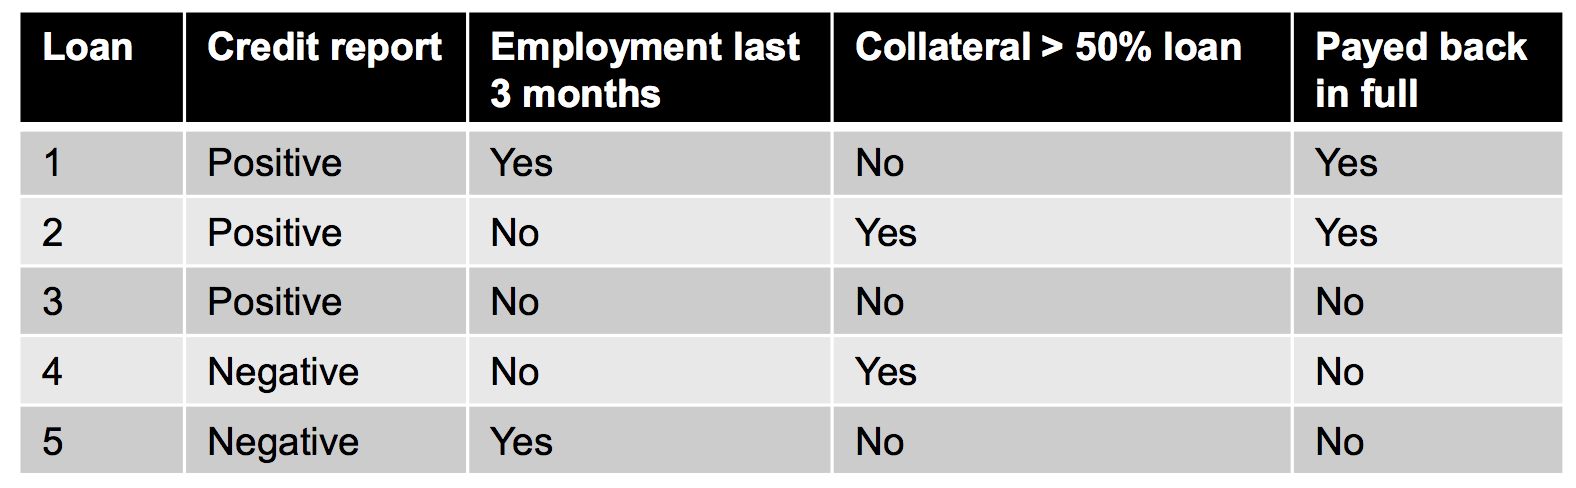 Loan Credit report Employment last 3 months Collateral > 50% loan Payed back in full
1 Positive Yes No Yes
2 Positive No Yes Yes
3 Positive No No No
4 Negative No Yes No
5 Negative Yes No No